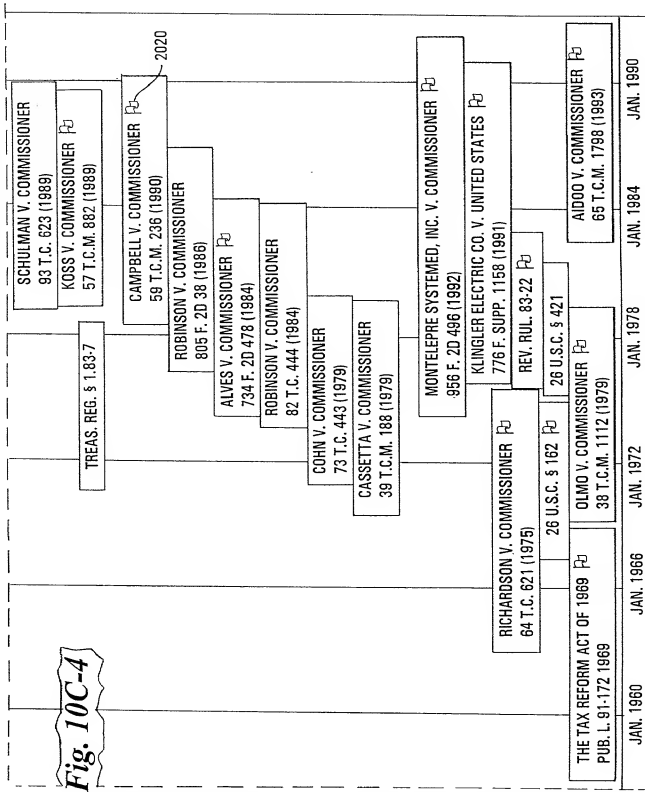 Fig. 10C-4
SCHULMAN V. COMMISSIONER
93 T.C. 623 (1989)
KOSS V. COMMISSIONER
57 T.C.M. 882 (1989)
TREAS. REG. § 1.83-7
2020
CAMPBELL V. COMMISSIONER
59 T.C.M. 236 (1990)
ROBINSON V. COMMISSIONER
805 F. 2D 38 (1986)
ALVES V. COMMISSIONER
734 F. 2D 478 (1984)
ROBINSON V. COMMISSIONER
82 T.C. 444 (1984)
COHN V. COMMISSIONER
73 T.C. 443 (1979)
CASSETTA V. COMMISSIONER
39 T.C.M. 188 (1979)
MONTELEPRE SYSTEMED, INC. V. COMMISSIONER
956 F. 2D 496 (1992)
KLINGLER ELECTRIC CO. V. UNITED STATES
776 F. SUPP. 1158 (1991)
RICHARDSON V. COMMISSIONER
64 T.C. 621 (1975)
REV. RUL. 83-22
26 U.S.C. § 162
26 U.S.C. § 421
THE TAX REFORM ACT OF 1969
PUB. L. 91-172 1969
OLMO V. COMMISSIONER
38 T.C.M. 1112 (1979)
AIDOO V. COMMISSIONER
65 T.C.M. 1798 (1993)
JAN. 1960
JAN. 1966
JAN. 1972
JAN. 1978
JAN. 1984
JAN. 1990